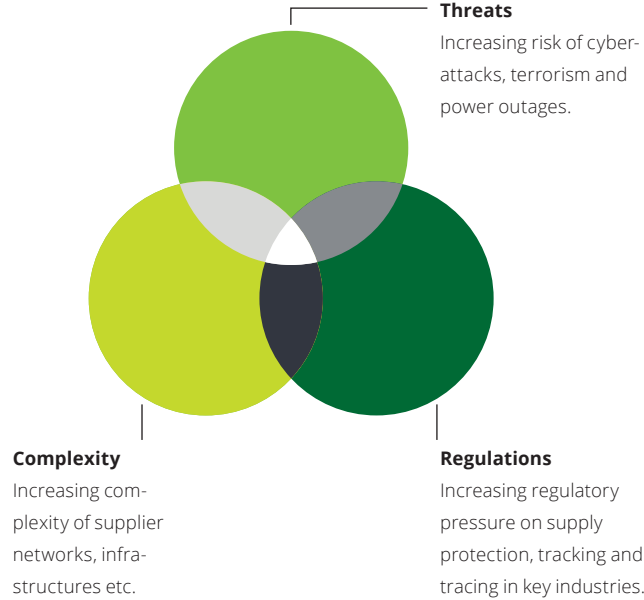 Threats
Increasing risk of cyber-
attacks, terrorism and
power outages.
Complexity
Increasing com-
plexity of supplier
networks, infra-
structures etc.
Regulations
Increasing regulatory
pressure on supply
protection, tracking and
tracing in key industries.